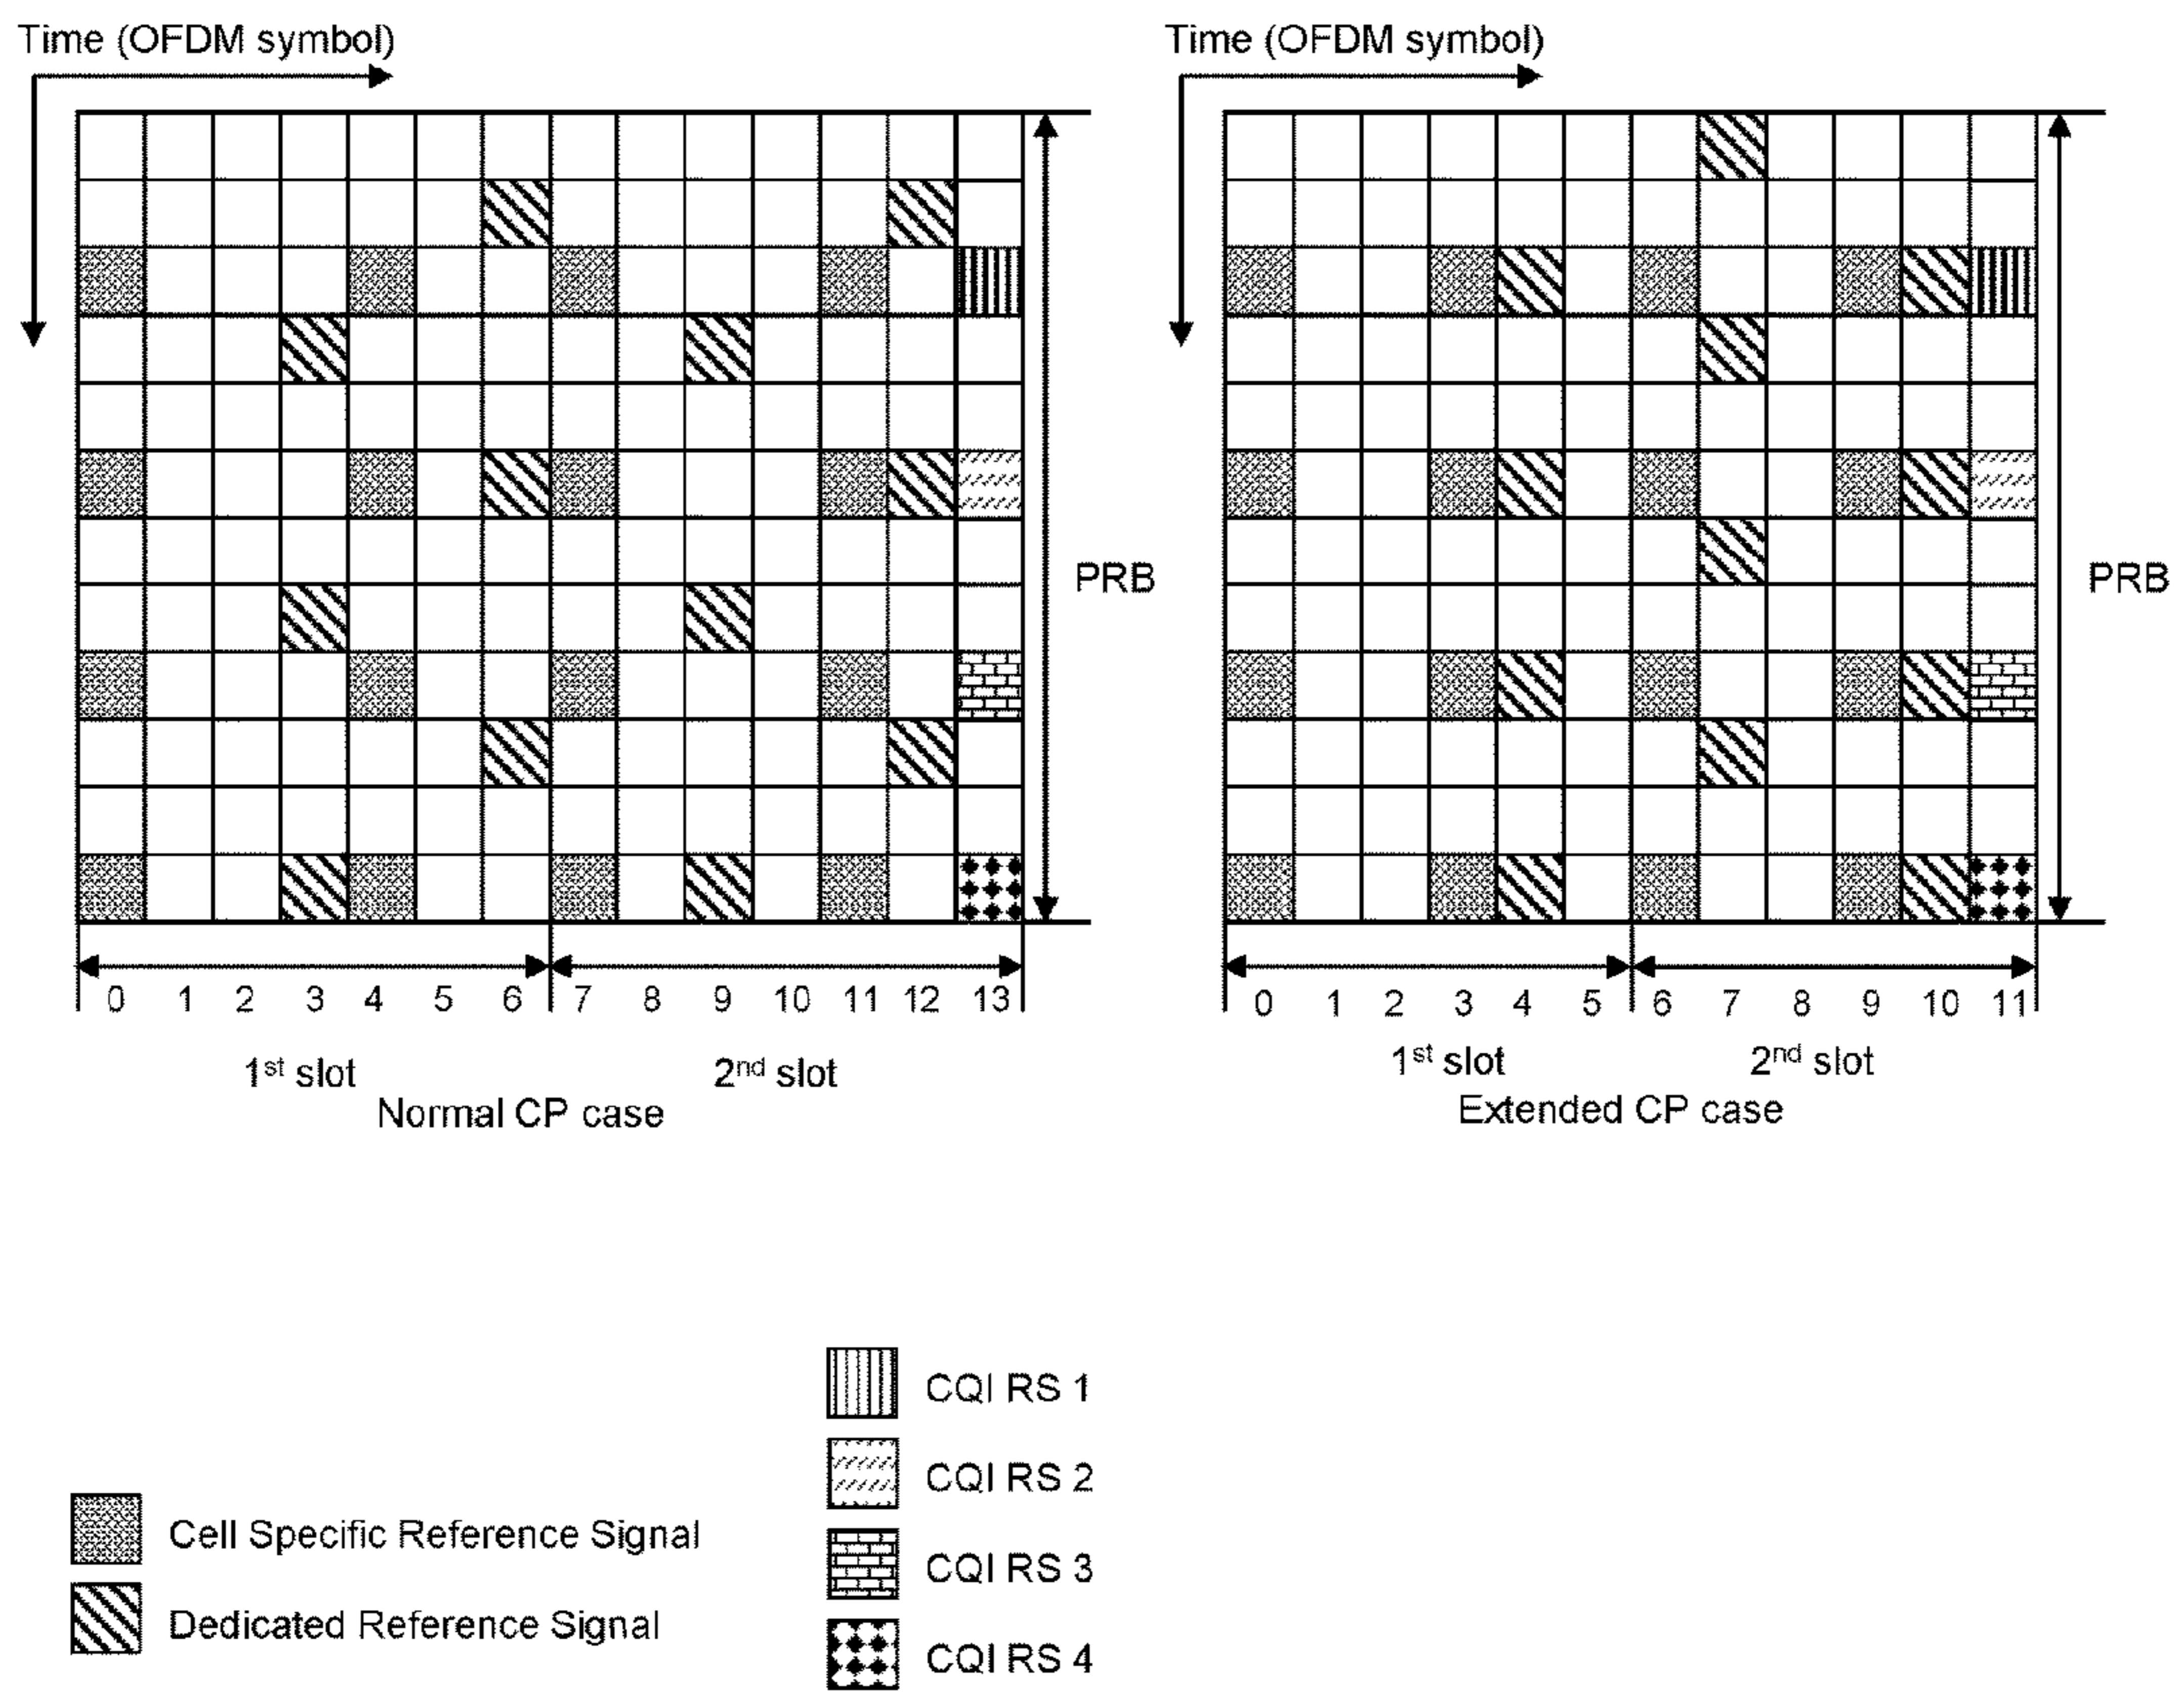 Time (OFDM symbol)
PRB
0 1 2 3 4 5 6 7 8 9 10 11 12 13
1st slot 2nd slot
Normal CP case
Time (OFDM symbol)
PRB
0 1 2 3 4 5 6 7 8 9 10 11
1st slot 2nd slot
Extended CP case
Cell Specific Reference Signal
Dedicated Reference Signal
CQI RS 1
CQI RS 2
CQI RS 3
CQI RS 4